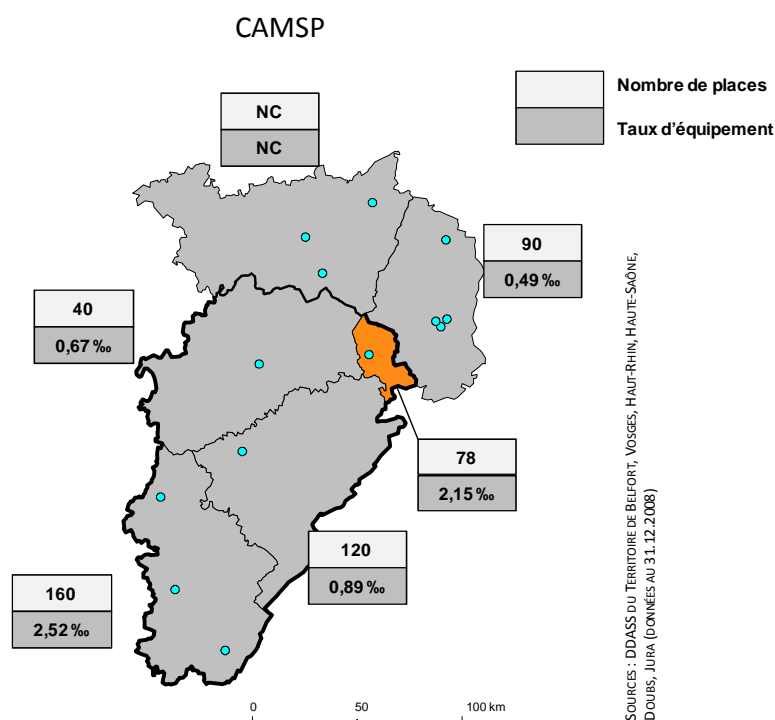 CAMSP
Nombre de places
Taux d'équipement
NC
NC
90
0,49 ‰
40
0,67 ‰
78
2,15 ‰
120
0,89 ‰
160
2,52 ‰
0 50 100 km
SOURCES : DDASS DU TERRITOIRE DE BELFORT, VOSGES, HAUT-RHIN, HAUTE-SAÔNE,
DOUBS, JURA (DONNÉES AU 31.12.2008)